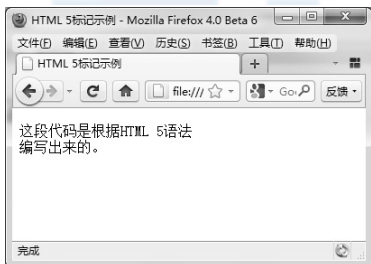 HTML 5标记示例 - Mozilla Firefox 4.0 Beta 6
文件(F) 编辑(E) 查看(V) 历史(S) 书签(B) 工具(T) 帮助(H)
HTML 5标记示例
file:/// Go 反馈
这段代码是根据HTML 5语法
编写出来的。
完成